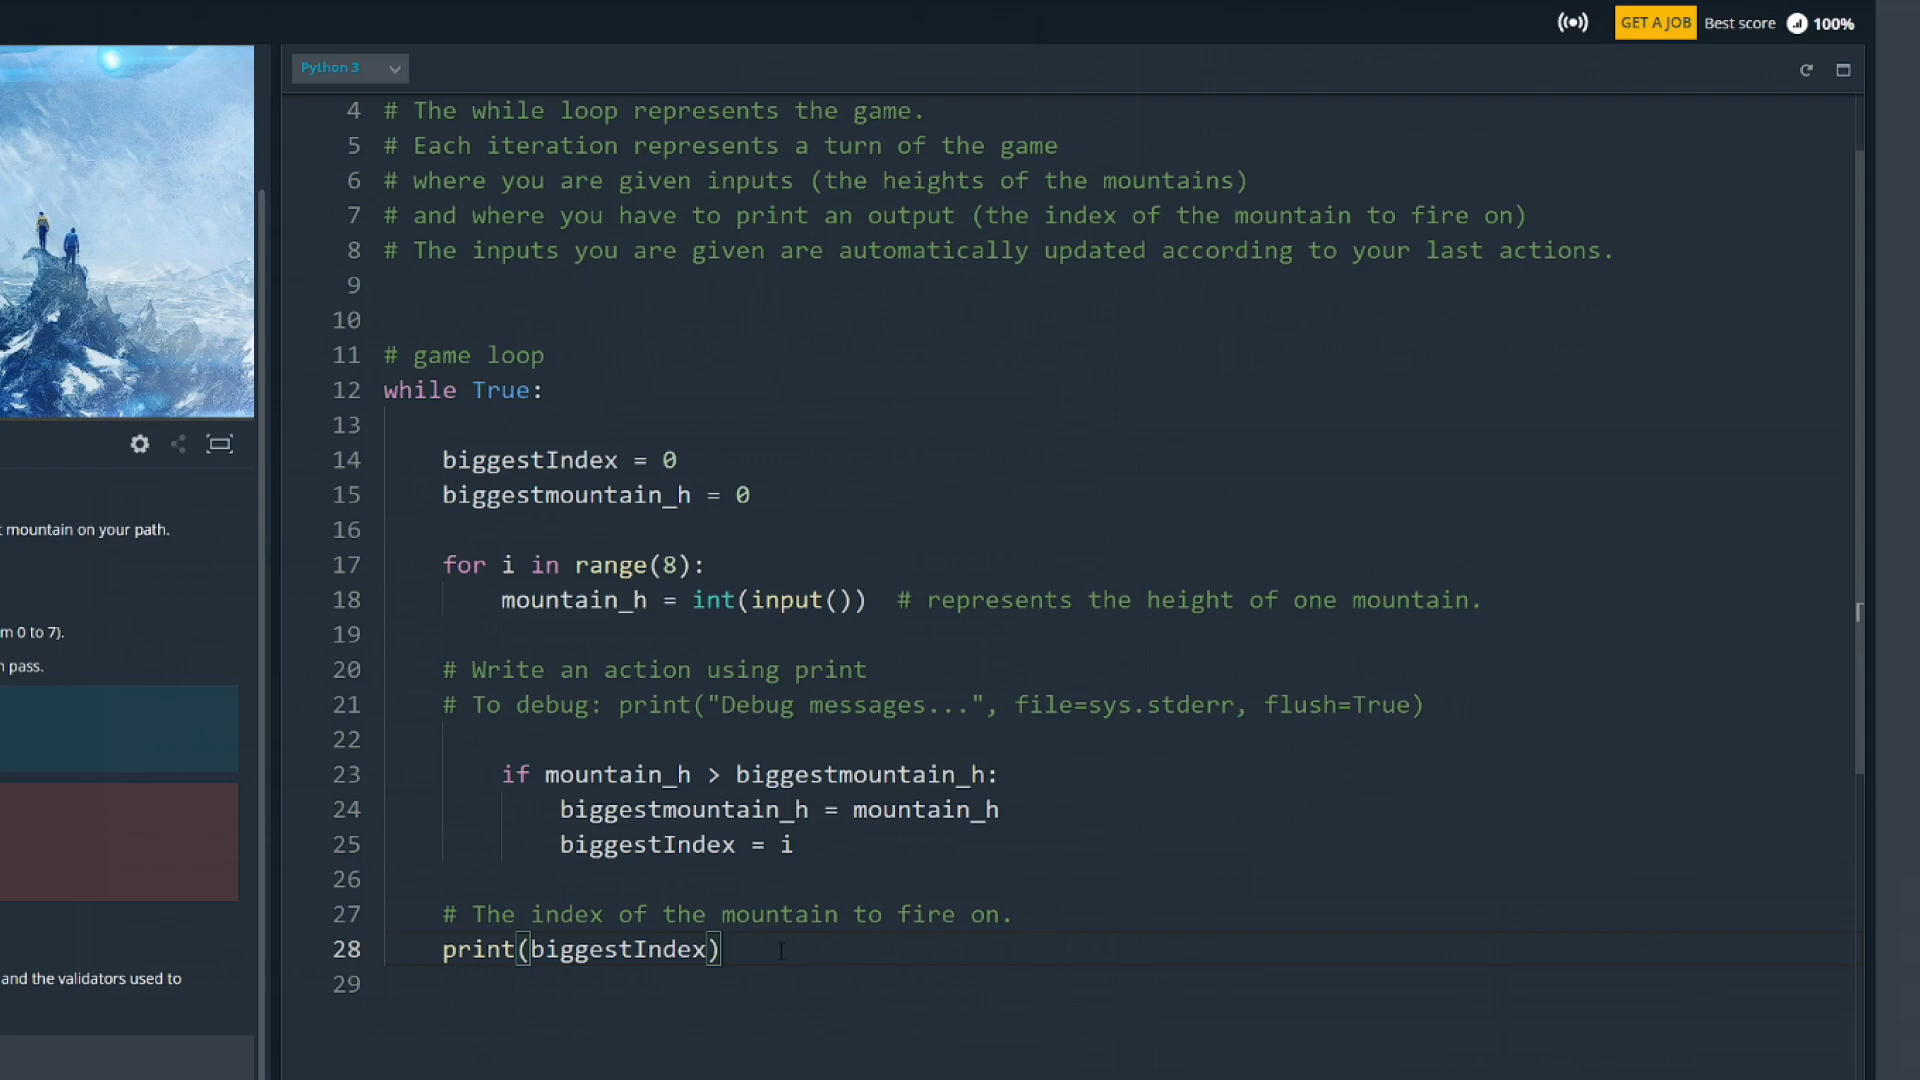 GET A JOB Best score 100%
Python 3
4 # The while loop represents the game.
5 # Each iteration represents a turn of the game
6 # where you are given inputs (the heights of the mountains)
7 # and where you have to print an output (the index of the mountain to fire on)
8 # The inputs you are given are automatically updated according to your last actions.
9
10
11 # game loop
12 while True:
13
14 biggestIndex = 0
15 biggestmountain_h = 0
16
17 for i in range(8):
18 mountain_h = int(input()) # represents the height of one mountain.
19
20 # Write an action using print
21 # To debug: print("Debug messages...", file=sys.stderr, flush=True)
22
23 if mountain_h > biggestmountain_h:
24 biggestmountain_h = mountain_h
25 biggestIndex = i
26
27 # The index of the mountain to fire on.
28 print(biggestIndex)
29
mountain on your path.
0 to 7).
pass.
and the validators used to